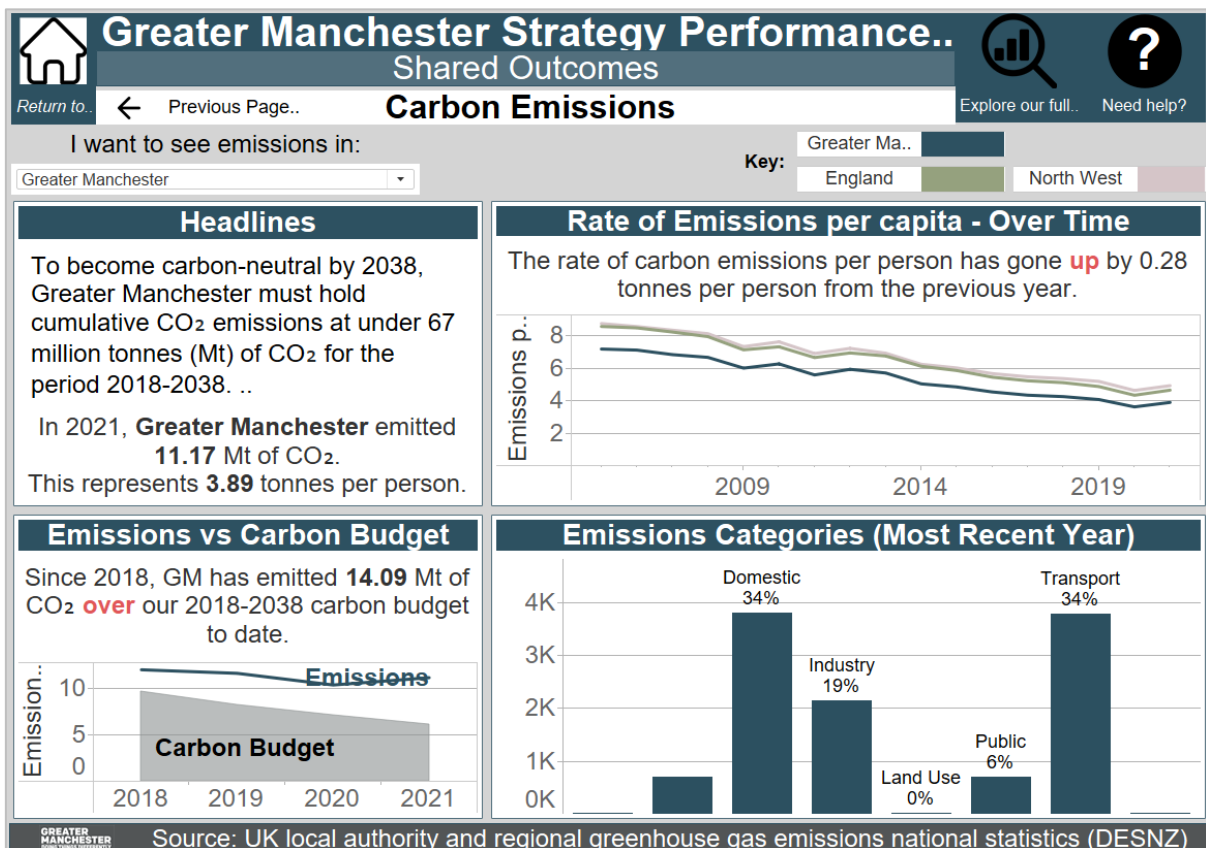 Greater Manchester Strategy Performance..
Shared Outcomes
Return to..
Previous Page..
Carbon Emissions
Explore our full..
Need help?
?
I want to see emissions in:
Greater Manchester
Key:
Greater Ma..
England
North West
Headlines
To become carbon-neutral by 2038,
Greater Manchester must hold
cumulative CO₂ emissions at under 67
million tonnes (Mt) of CO₂ for the
period 2018-2038. ..
In 2021, Greater Manchester emitted
11.17 Mt of CO₂.
This represents 3.89 tonnes per person.
Rate of Emissions per capita - Over Time
The rate of carbon emissions per person has gone up by 0.28
tonnes per person from the previous year.
Emissions p..
8
6
4
2
2009
2014
2019
Emissions vs Carbon Budget
Since 2018, GM has emitted 14.09 Mt of
CO₂ over our 2018-2038 carbon budget
to date.
Emission..
10
5
0
Emissions
Carbon Budget
2018
2019
2020
2021
Emissions Categories (Most Recent Year)
4K
3K
2K
1K
0K
Domestic
34%
Industry
19%
Land Use
0%
Public
6%
Transport
34%
GREATER
MANCHESTER
DOING THINGS DIFFERENTLY
Source: UK local authority and regional greenhouse gas emissions national statistics (DESNZ)